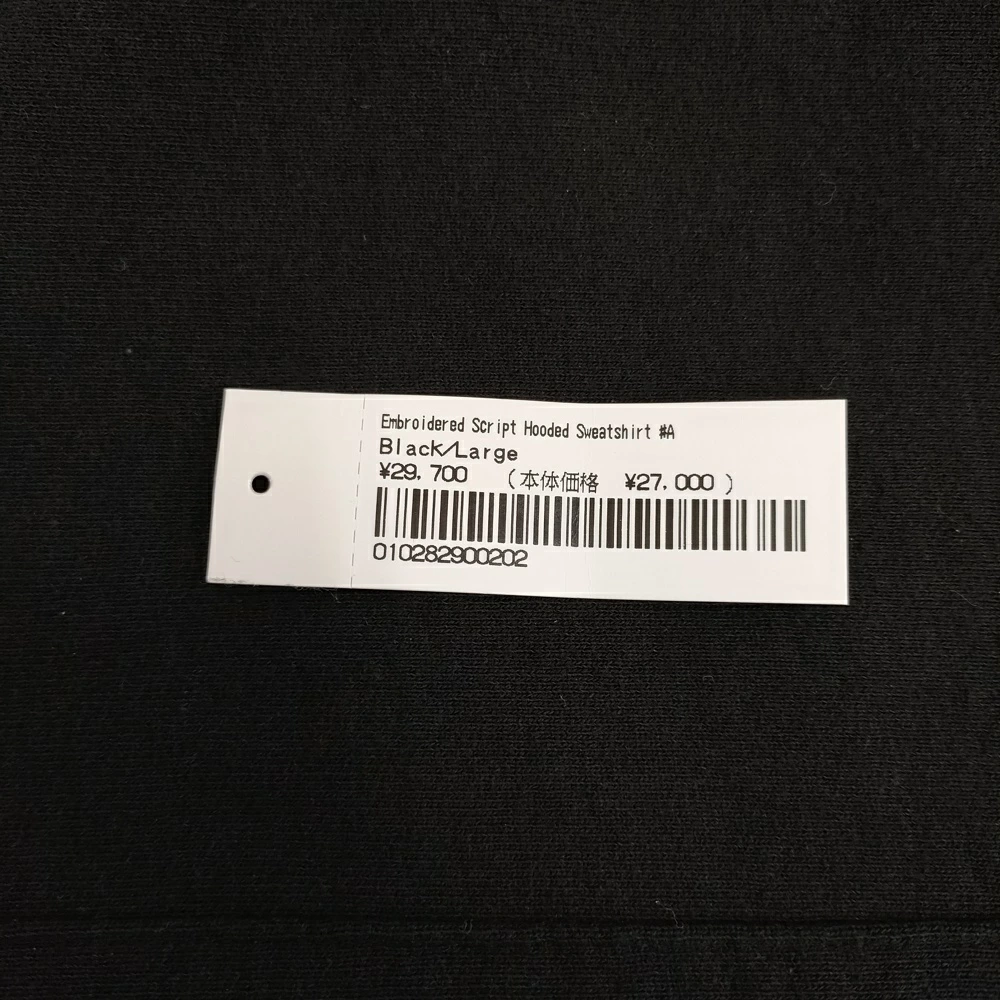 Embroidered Script Hooded Sweatshirt #A
Black/Large
¥29,700 (本体価格 ¥27,000 )
010282900202